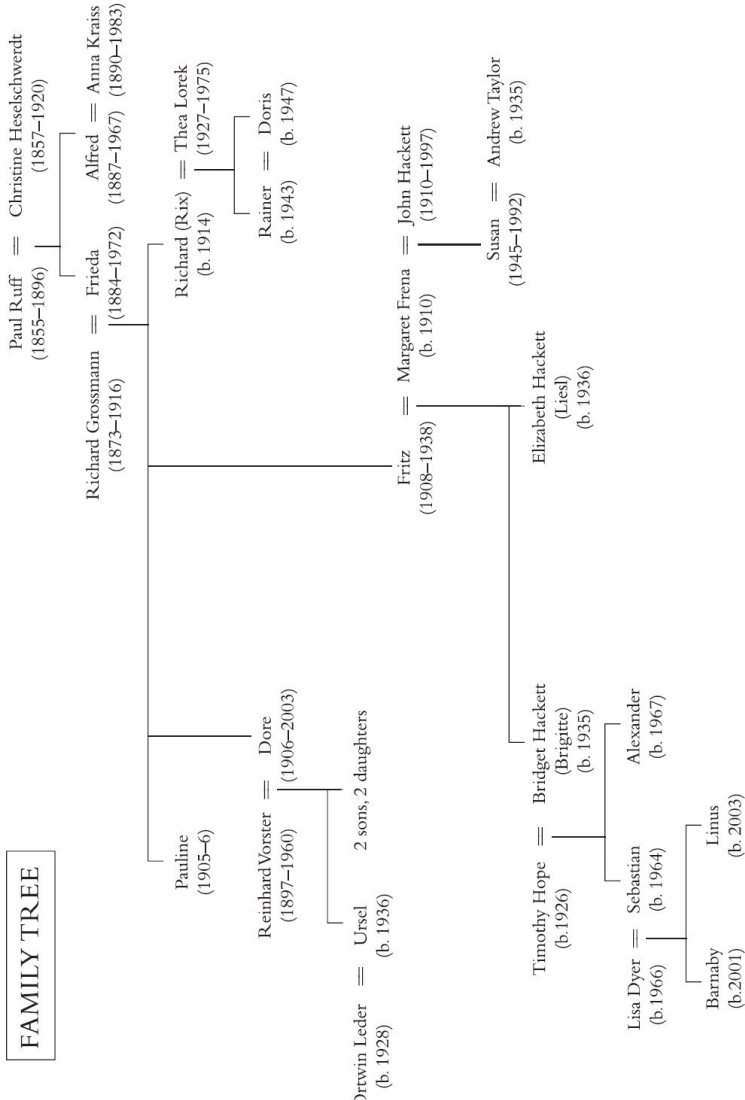 FAMILY TREE
Paul Ruff = Christine Heselschwerdt
(1855–1896) (1857–1920)
Richard Grossmann = Frieda Alfred = Anna Kraiss
(1873–1916) (1884–1972) (1887–1967) (1890–1983)
Pauline
(1905–6)
Richard (Rix) = Thea Lorek
(b. 1914) (1927–1975)
Reinhard Vorster = Dore
(1897–1960) (1906–2003)
Rainer = Doris
(b. 1943) (b. 1947)
Ortwin Leder = Ursel 2 sons, 2 daughters
(b. 1928) (b. 1936)
Fritz = Margaret Frena = John Hackett
(1908–1938) (b. 1910) (1910–1997)
Susan = Andrew Taylor
(1945–1992) (b. 1935)
Timothy Hope = Bridget Hackett Elizabeth Hackett
(b.1926) (Brigitte) (Liesl)
(b. 1935) (b. 1936)
Lisa Dyer = Sebastian Alexander
(b.1966) (b. 1964) (b. 1967)
Barnaby Linus
(b.2001) (b. 2003)